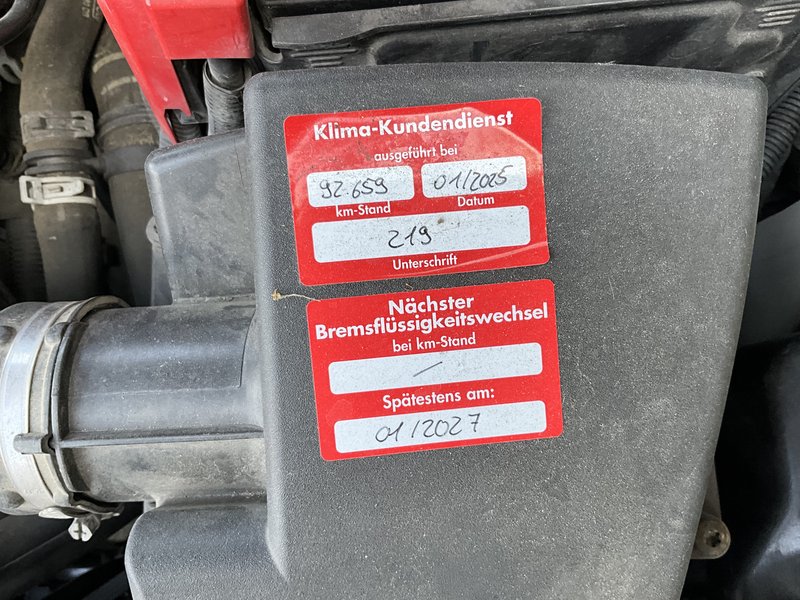 Klima-Kundendienst
ausgeführt bei
92.659 01/2025
km-Stand Datum
219
Unterschrift
Nächster
Bremsflüssigkeitswechsel
bei km-Stand
—
Spätestens am:
01/2027